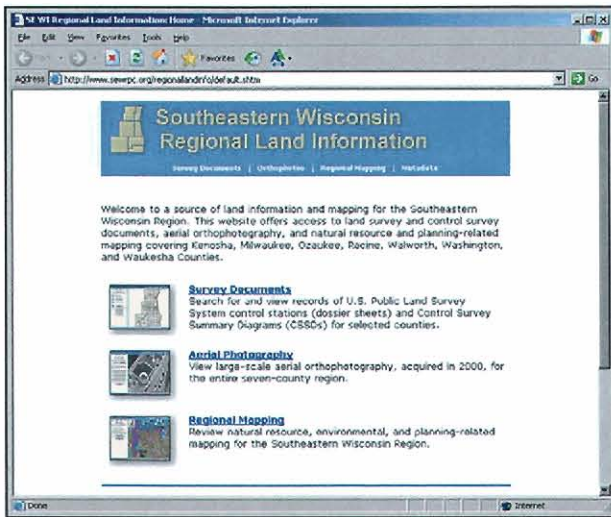 SEWI Regional Land Information: Home - Microsoft Internet Explorer
File Edit View Favorites Tools Help
Favorites
Address http://www.sewrpc.org/regionallandinfo/default.shtm Go
Southeastern Wisconsin
Regional Land Information
Survey Documents | Orthophotos | Regional Mapping | Metadata
Welcome to a source of land information and mapping for the Southeastern
Wisconsin Region. This website offers access to land survey and control survey
documents, aerial orthophotography, and natural resource and planning-related
mapping covering Kenosha, Milwaukee, Ozaukee, Racine, Walworth, Washington,
and Waukesha Counties.
Survey Documents
Search for and view records of U.S. Public Land Survey
System control stations (dossier sheets) and Control Survey
Summary Diagrams (CSSDs) for selected counties.
Aerial Photography
View large-scale aerial orthophotography, acquired in 2000, for
the entire seven-county region.
Regional Mapping
Review natural resource, environmental, and planning-related
mapping for the Southeastern Wisconsin Region.
Done Internet